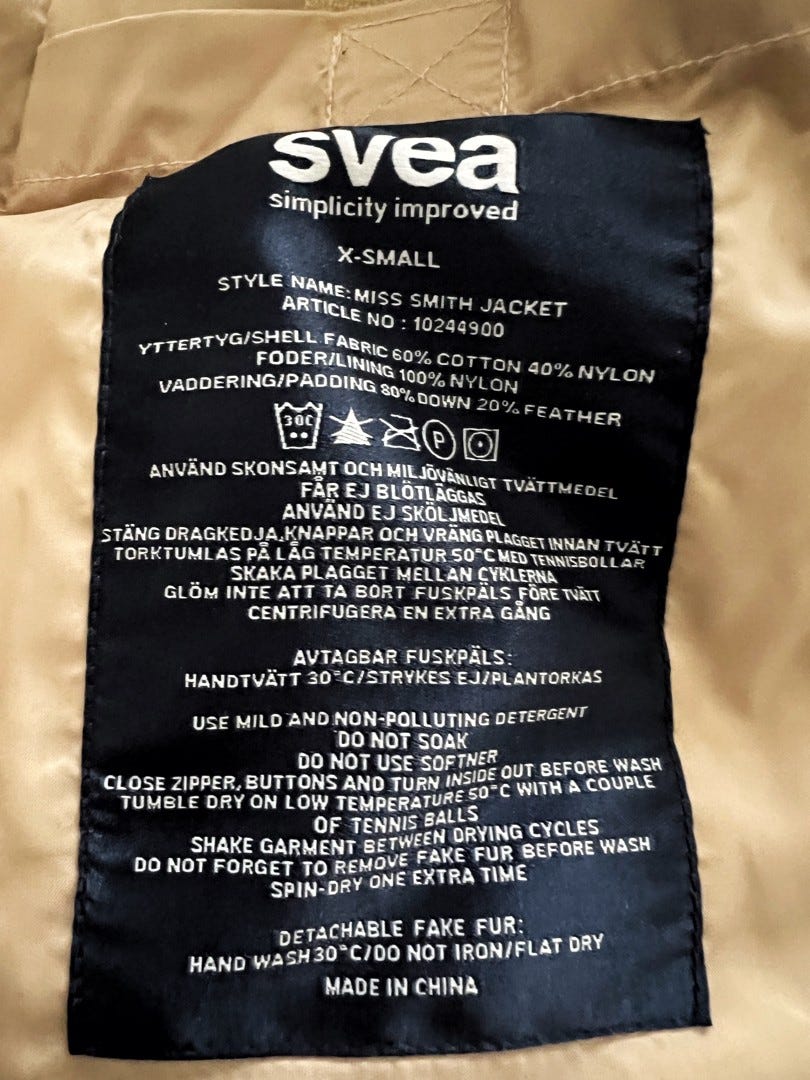 svea
simplicity improved
X-SMALL
STYLE NAME: MISS SMITH JACKET
ARTICLE NO : 10244900
YTTERTYG/SHELL FABRIC 60% COTTON 40% NYLON
FODER/LINING 100% NYLON
VADDERING/PADDING 80% DOWN 20% FEATHER
30C P
ANVÄND SKONSAMT OCH MILJÖVÄNLIGT TVÄTTMEDEL
FÅR EJ BLÖTLÄGGAS
ANVÄND EJ SKÖLJMEDEL
STÄNG DRAGKEDJA,KNAPPAR OCH VRÄNG PLAGGET INNAN TVÄTT
TORKTUMLAS PÅ LÅG TEMPERATUR 50°C MED TENNISBOLLAR
SKAKA PLAGGET MELLAN CYKLERNA
GLÖM INTE ATT TA BORT FUSKPÄLS FÖRE TVÄTT
CENTRIFUGERA EN EXTRA GÅNG
AVTAGBAR FUSKPÄLS:
HANDTVÄTT 30°C/STRYKES EJ/PLANTORKAS
USE MILD AND NON-POLLUTING DETERGENT
DO NOT SOAK
DO NOT USE SOFTNER
CLOSE ZIPPER, BUTTONS AND TURN INSIDE OUT BEFORE WASH
TUMBLE DRY ON LOW TEMPERATURE 50°C WITH A COUPLE
OF TENNIS BALLS
SHAKE GARMENT BETWEEN DRYING CYCLES
DO NOT FORGET TO REMOVE FAKE FUR BEFORE WASH
SPIN-DRY ONE EXTRA TIME
DETACHABLE FAKE FUR:
HAND WASH 30°C/DO NOT IRON/FLAT DRY
MADE IN CHINA